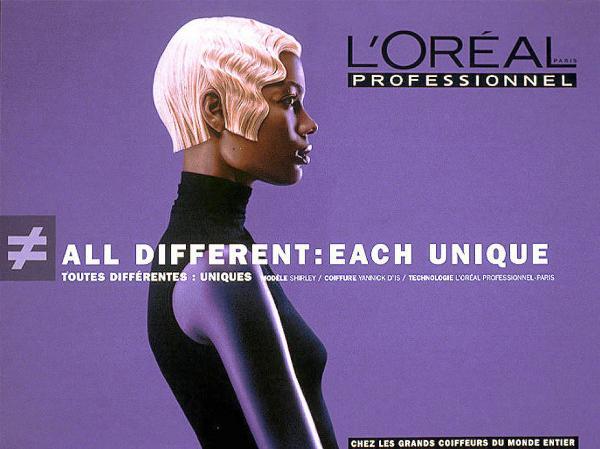 L'ORÉAL
PARIS
PROFESSIONNEL
≠ ALL DIFFERENT: EACH UNIQUE
TOUTES DIFFÉRENTES : UNIQUES MODÈLE SHIRLEY / COIFFURE YANNICK D'IS / TECHNOLOGIE L'ORÉAL PROFESSIONNEL-PARIS
CHEZ LES GRANDS COIFFEURS DU MONDE ENTIER